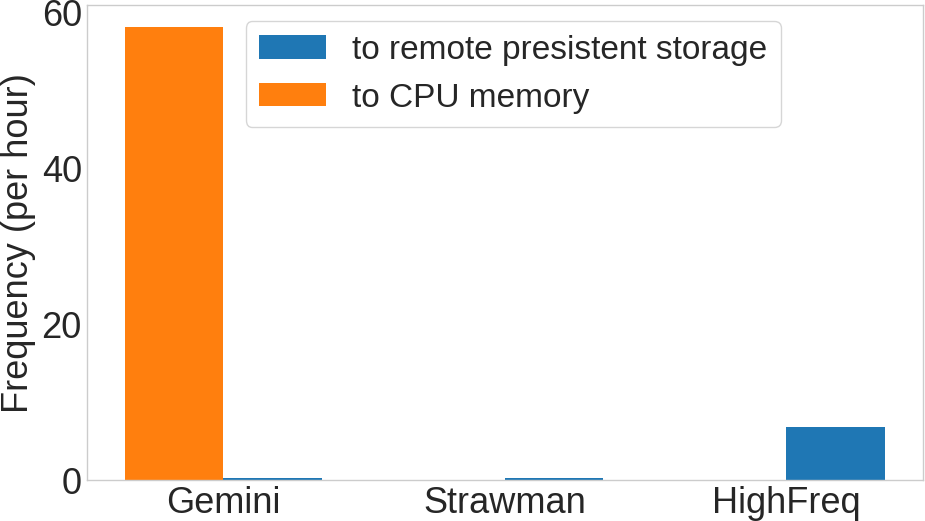 60
40
20
0
Frequency (per hour)
to remote presistent storage
to CPU memory
Gemini
Strawman
HighFreq